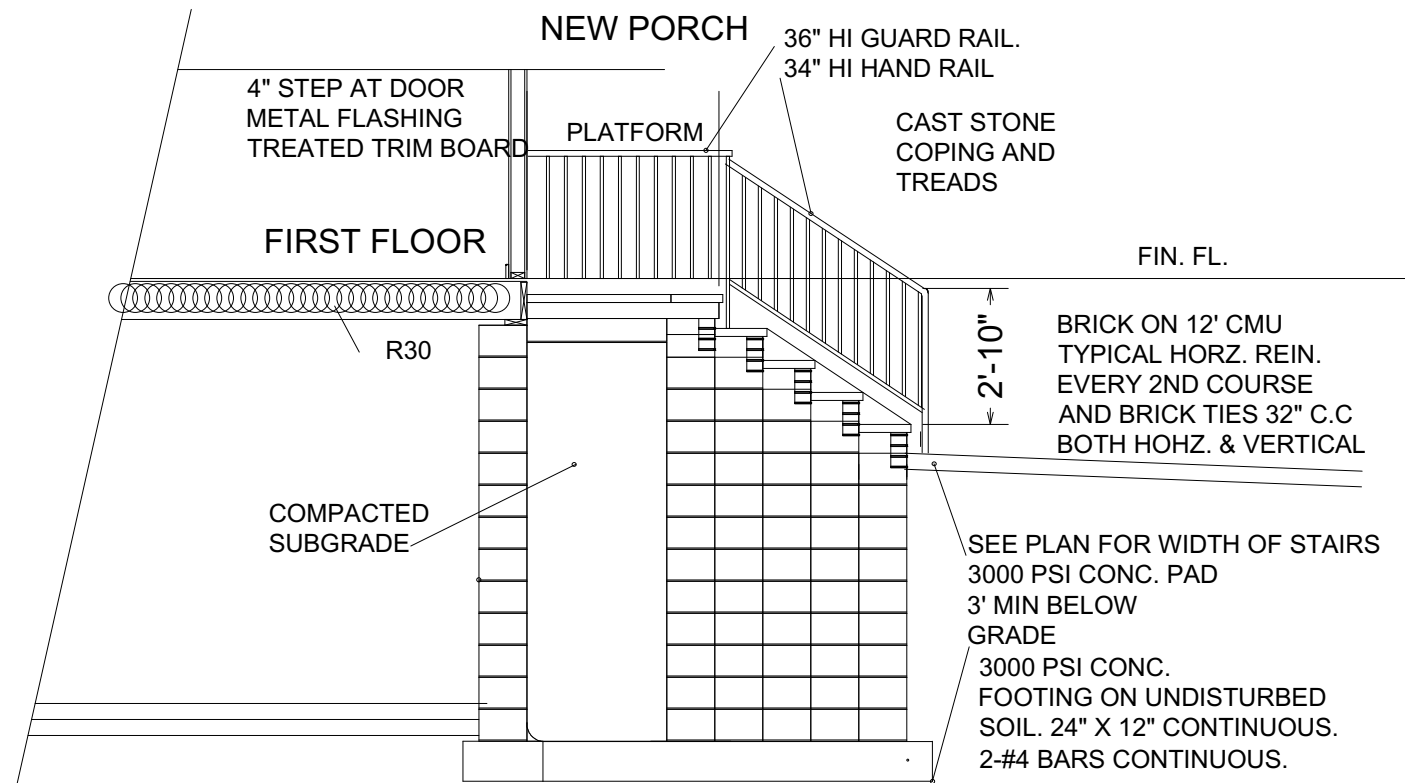 NEW PORCH
36" HI GUARD RAIL.
34" HI HAND RAIL
4" STEP AT DOOR
METAL FLASHING
TREATED TRIM BOARD
PLATFORM
CAST STONE
COPING AND
TREADS
FIRST FLOOR
FIN. FL.
R30
2'-10"
BRICK ON 12' CMU
TYPICAL HORZ. REIN.
EVERY 2ND COURSE
AND BRICK TIES 32" C.C
BOTH HOHZ. & VERTICAL
COMPACTED
SUBGRADE
SEE PLAN FOR WIDTH OF STAIRS
3000 PSI CONC. PAD
3' MIN BELOW
GRADE
3000 PSI CONC.
FOOTING ON UNDISTURBED
SOIL. 24" X 12" CONTINUOUS.
2-#4 BARS CONTINUOUS.